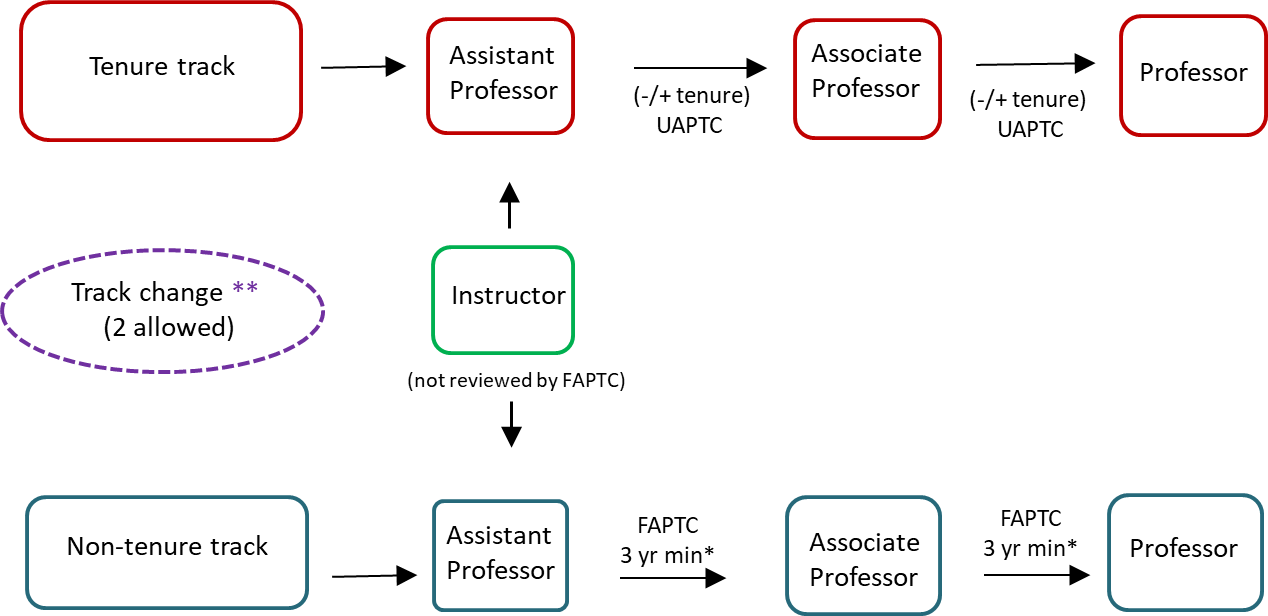 Tenure track
Assistant
Professor
(-/+ tenure)
UAPTC
Associate
Professor
(-/+ tenure)
UAPTC
Professor
Track change **
(2 allowed)
Instructor
(not reviewed by FAPTC)
Non-tenure track
Assistant
Professor
FAPTC
3 yr min*
Associate
Professor
FAPTC
3 yr min*
Professor